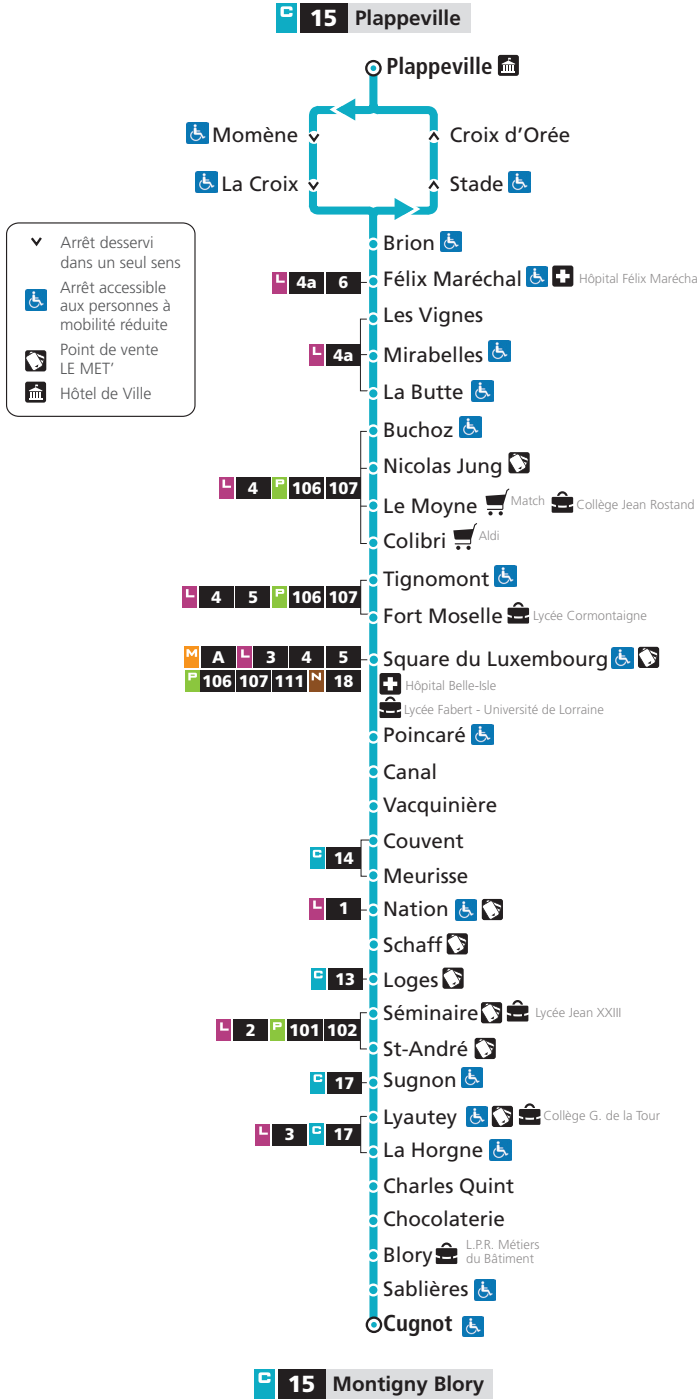 C 15 Plappeville
Plappeville
Momène
Croix d'Orée
La Croix
Stade
Arrêt desservi
dans un seul sens
Arrêt accessible
aux personnes à
mobilité réduite
Point de vente
LE MET'
Hôtel de Ville
Brion
L 4a 6 Félix Maréchal Hôpital Félix Marécha
Les Vignes
L 4a Mirabelles
La Butte
Buchoz
Nicolas Jung
L 4 P 106 107
Le Moyne Match Collège Jean Rostand
Colibri Aldi
Tignomont
L 4 5 P 106 107
Fort Moselle Lycée Cormontaigne
M A L 3 4 5 Square du Luxembourg
P 106 107 111 N 18 Hôpital Belle-Isle
Lycée Fabert - Université de Lorraine
Poincaré
Canal
Vacquinière
Couvent
C 14
Meurisse
L 1 Nation
Schaff
C 13 Loges
Séminaire Lycée Jean XXIII
L 2 P 101 102
St-André
C 17 Sugnon
Lyautey Collège G. de la Tour
L 3 C 17
La Horgne
Charles Quint
Chocolaterie
Blory L.P.R. Métiers
du Bâtiment
Sablières
Cugnot
C 15 Montigny Blory